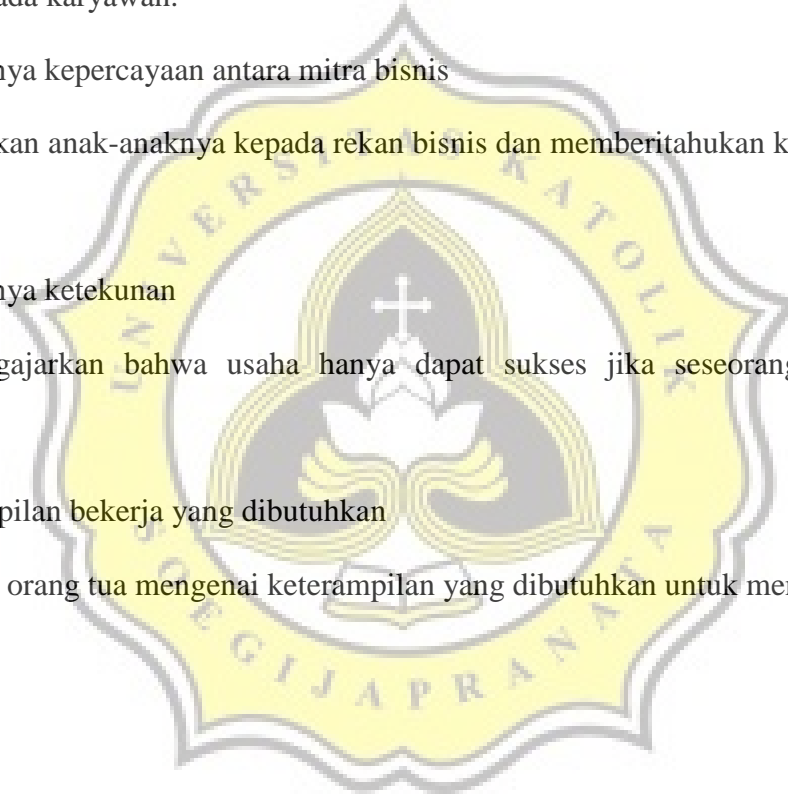 karyawan.
nya kepercayaan antara mitra bisnis
kan anak-anaknya kepada rekan bisnis dan memberitahukan k
nya ketekunan
gajarkan bahwa usaha hanya dapat sukses jika seseorang
pilan bekerja yang dibutuhkan
orang tua mengenai keterampilan yang dibutuhkan untuk mer
UNIVERSITAS KATOLIK
SOEGIJAPRANATA